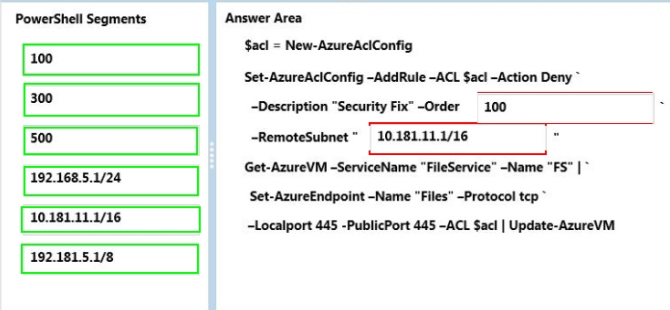 PowerShell Segments
100
300
500
192.168.5.1/24
10.181.11.1/16
192.181.5.1/8
Answer Area
$acl = New-AzureAclConfig
Set-AzureAclConfig –AddRule –ACL $acl –Action Deny `
–Description "Security Fix" –Order 100 `
–RemoteSubnet " 10.181.11.1/16 "
Get-AzureVM –ServiceName "FileService" –Name "FS" | `
Set-AzureEndpoint –Name "Files" –Protocol tcp `
–Localport 445 -PublicPort 445 –ACL $acl | Update-AzureVM